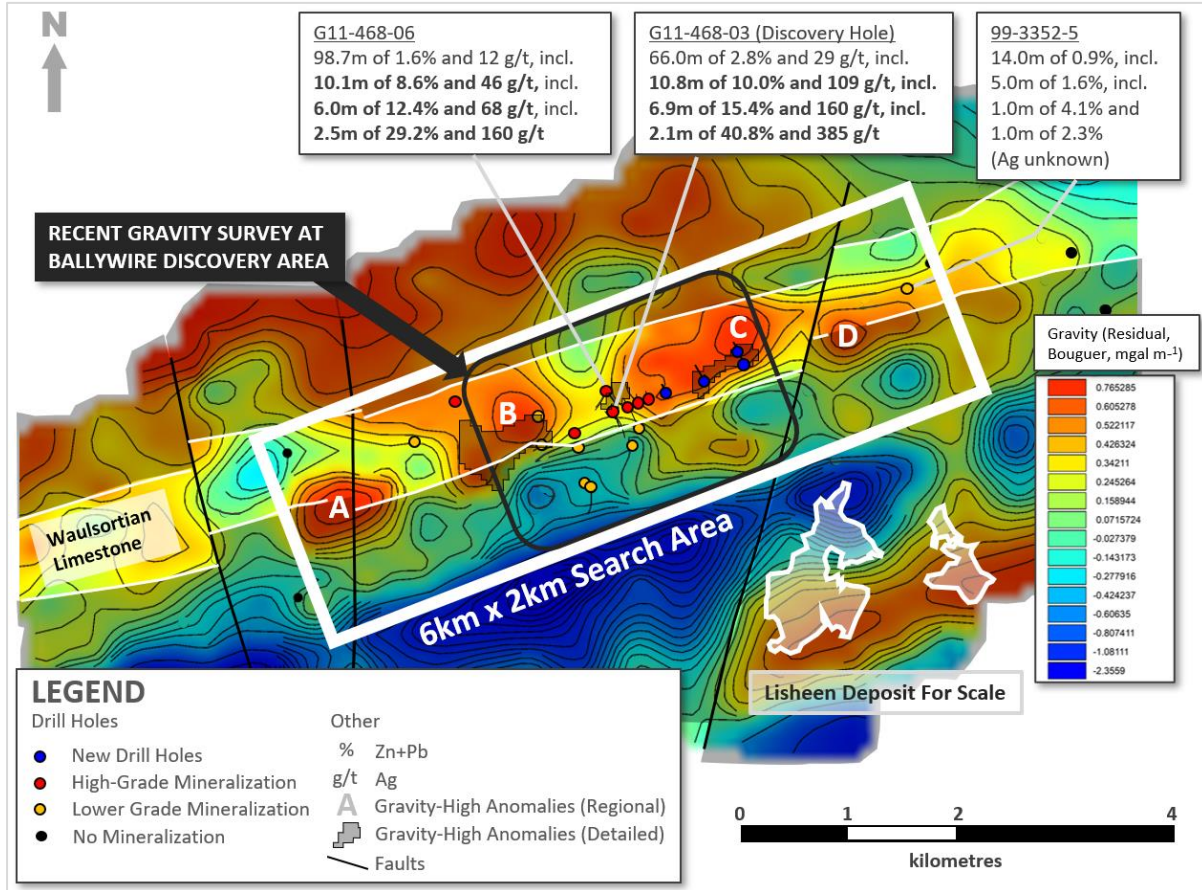 N
G11-468-06
98.7m of 1.6% and 12 g/t, incl.
10.1m of 8.6% and 46 g/t, incl.
6.0m of 12.4% and 68 g/t, incl.
2.5m of 29.2% and 160 g/t
G11-468-03 (Discovery Hole)
66.0m of 2.8% and 29 g/t, incl.
10.8m of 10.0% and 109 g/t, incl.
6.9m of 15.4% and 160 g/t, incl.
2.1m of 40.8% and 385 g/t
99-3352-5
14.0m of 0.9%, incl.
5.0m of 1.6%, incl.
1.0m of 4.1% and
1.0m of 2.3%
(Ag unknown)
RECENT GRAVITY SURVEY AT
BALLYWIRE DISCOVERY AREA
A
B
C
D
Waulsortian
Limestone
6km x 2km Search Area
Lisheen Deposit For Scale
Gravity (Residual,
Bouguer, mgal m⁻¹)
0.765285
0.605278
0.522117
0.426324
0.34211
0.245264
0.158944
0.0715724
-0.027379
-0.143173
-0.277916
-0.424237
-0.60635
-0.807411
-1.08111
-2.3559
LEGEND
Drill Holes
New Drill Holes
High-Grade Mineralization
Lower Grade Mineralization
No Mineralization
Other
% Zn+Pb
g/t Ag
A Gravity-High Anomalies (Regional)
Gravity-High Anomalies (Detailed)
Faults
0 1 2 4
kilometres